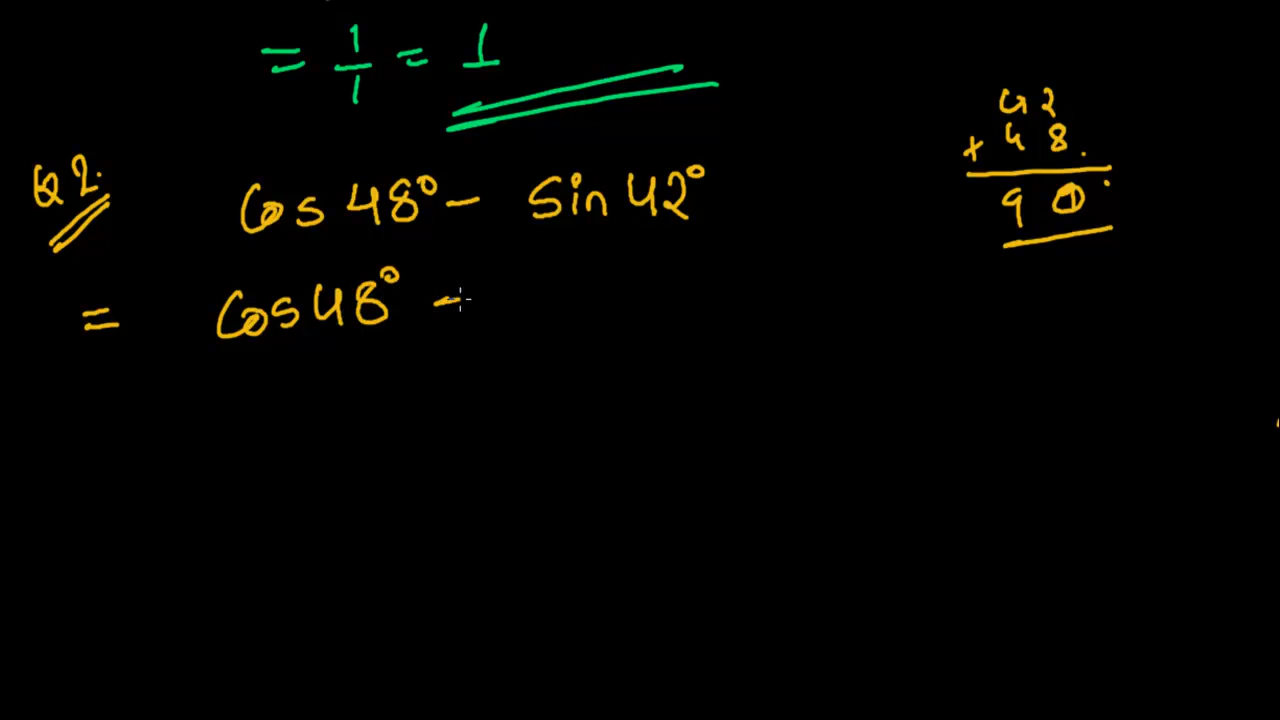 = 1/1 = 1
Q2. Cos 48° - Sin 42°
= Cos 48° -
42
+ 48.
90